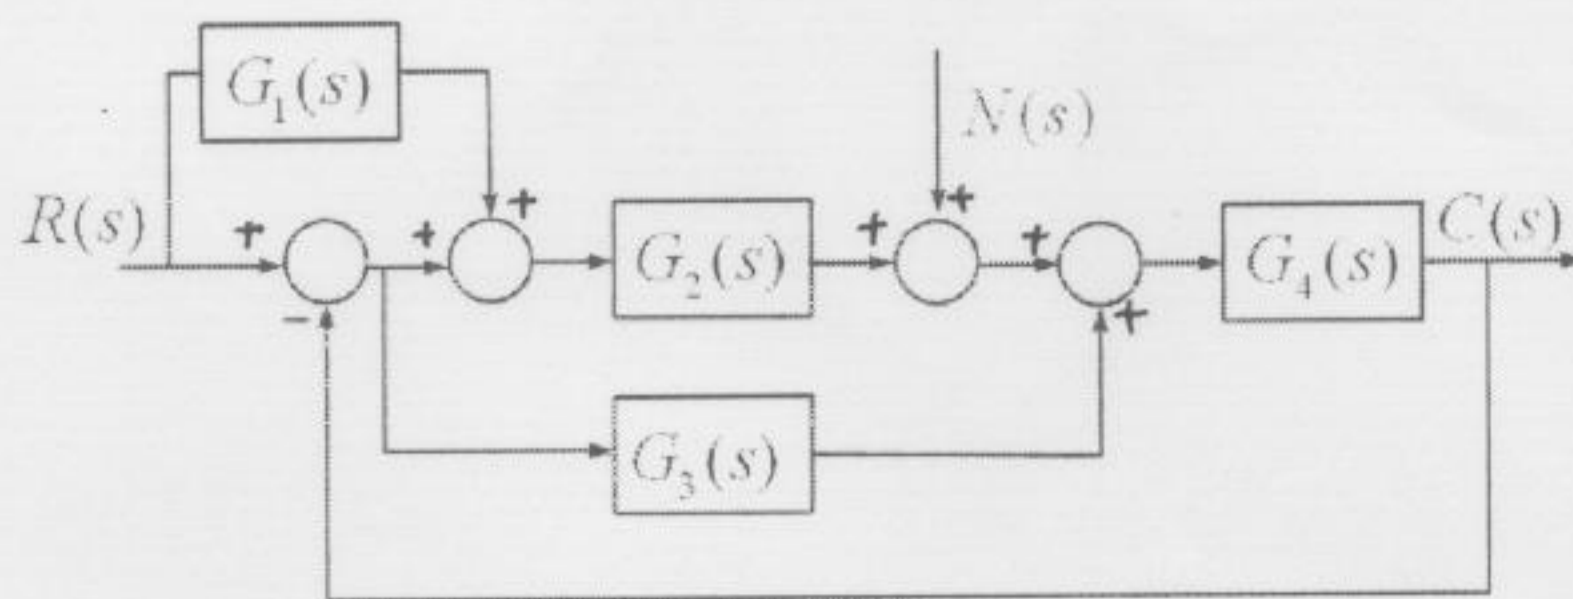 G₁(s)
N(s)
R(s)
+
+
+
+
+
+
G₂(s)
G₄(s)
C(s)
-
+
G₃(s)